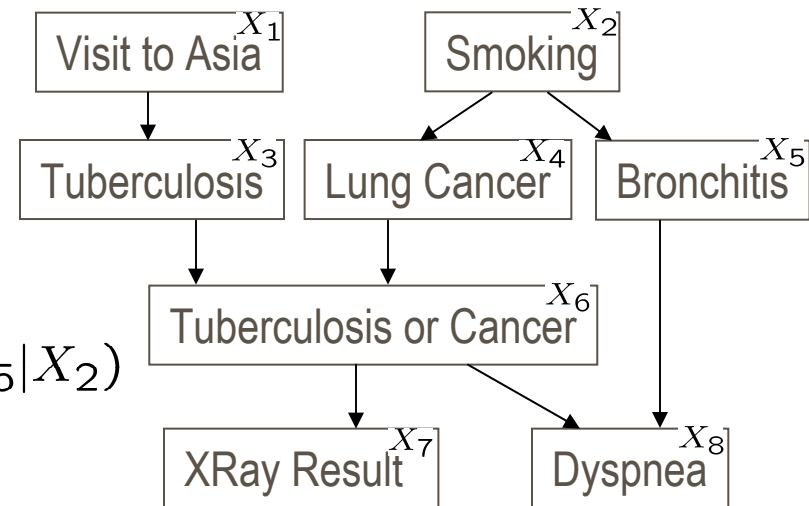 Visit to Asia X₁
Smoking X₂
Tuberculosis X₃
Lung Cancer X₄
Bronchitis X₅
Tuberculosis or Cancer X₆
₅|X₂)
XRay Result X₇
Dyspnea X₈